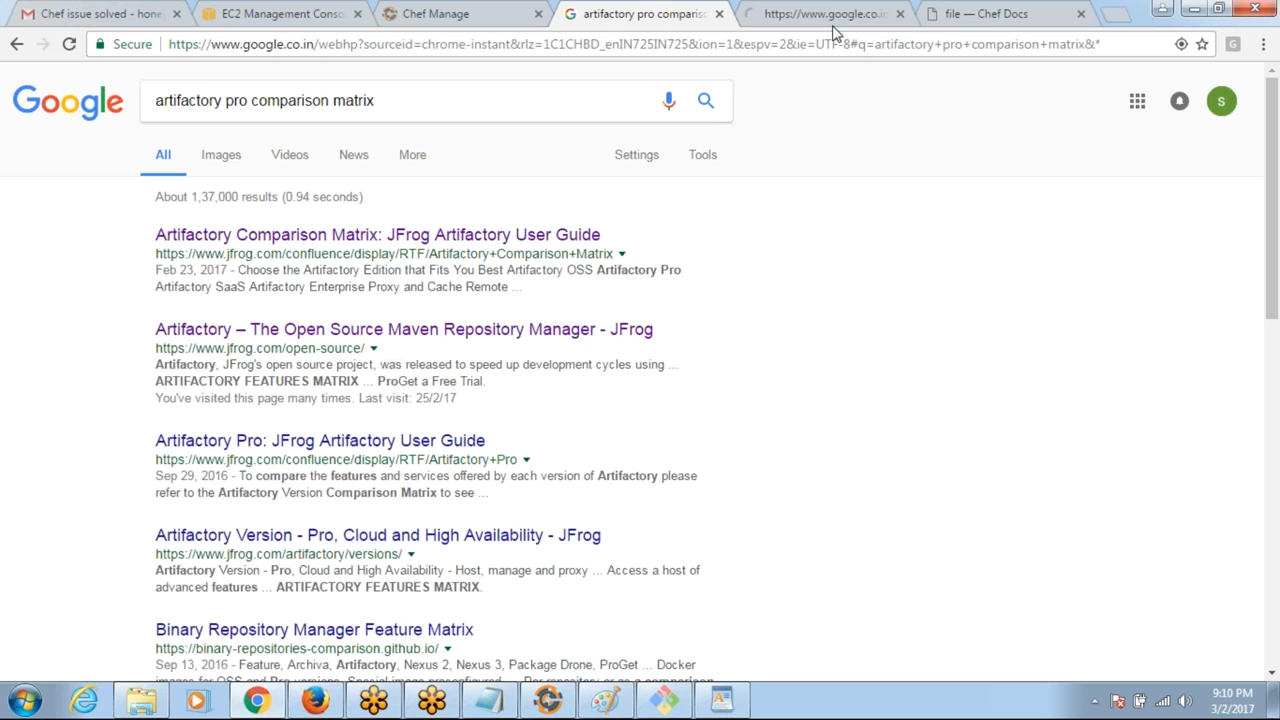 Chef issue solved - hone
EC2 Management Conso
Chef Manage
artifactory pro comparis
https://www.google.co.in
file — Chef Docs
Secure
https://www.google.co.in/webhp?sourceid=chrome-instant&rlz=1C1CHBD_enIN725IN725&ion=1&espv=2&ie=UTF-8#q=artifactory+pro+comparison+matrix&*
G
Google
artifactory pro comparison matrix
S
All Images Videos News More Settings Tools
About 1,37,000 results (0.94 seconds)
Artifactory Comparison Matrix: JFrog Artifactory User Guide
https://www.jfrog.com/confluence/display/RTF/Artifactory+Comparison+Matrix
Feb 23, 2017 - Choose the Artifactory Edition that Fits You Best Artifactory OSS Artifactory Pro
Artifactory SaaS Artifactory Enterprise Proxy and Cache Remote ...
Artifactory – The Open Source Maven Repository Manager - JFrog
https://www.jfrog.com/open-source/
Artifactory, JFrog's open source project, was released to speed up development cycles using ...
ARTIFACTORY FEATURES MATRIX ... ProGet a Free Trial.
You've visited this page many times. Last visit: 25/2/17
Artifactory Pro: JFrog Artifactory User Guide
https://www.jfrog.com/confluence/display/RTF/Artifactory+Pro
Sep 29, 2016 - To compare the features and services offered by each version of Artifactory please
refer to the Artifactory Version Comparison Matrix to see ...
Artifactory Version - Pro, Cloud and High Availability - JFrog
https://www.jfrog.com/artifactory/versions/
Artifactory Version - Pro, Cloud and High Availability - Host, manage and proxy ... Access a host of
advanced features ... ARTIFACTORY FEATURES MATRIX.
Binary Repository Manager Feature Matrix
https://binary-repositories-comparison.github.io/
Sep 13, 2016 - Feature, Archiva, Artifactory, Nexus 2, Nexus 3, Package Drone, ProGet ... Docker
9:10 PM
3/2/2017